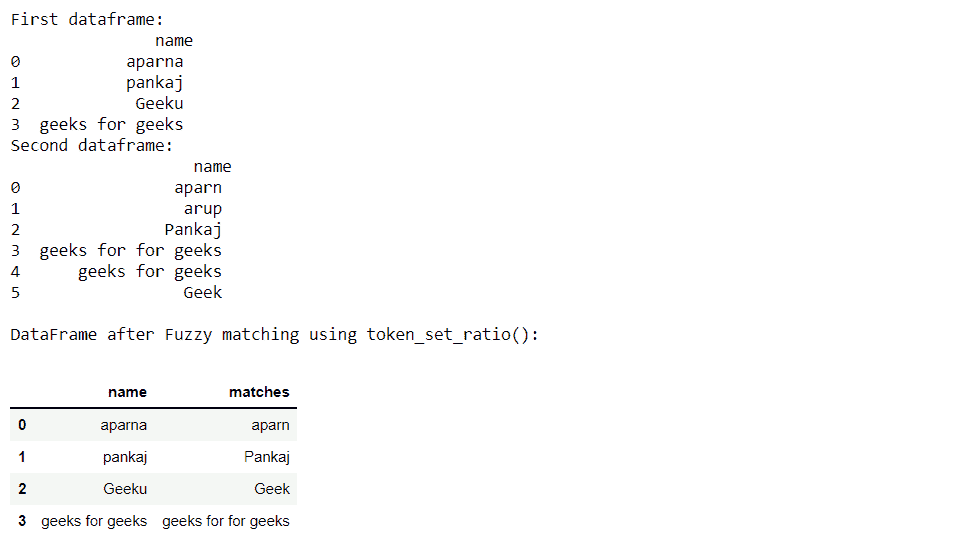 First dataframe:
name
0 aparna
1 pankaj
2 Geeku
3 geeks for geeks
Second dataframe:
name
0 aparn
1 arup
2 Pankaj
3 geeks for for geeks
4 geeks for geeks
5 Geek
DataFrame after Fuzzy matching using token_set_ratio():
name matches
0 aparna aparn
1 pankaj Pankaj
2 Geeku Geek
3 geeks for geeks geeks for for geeks